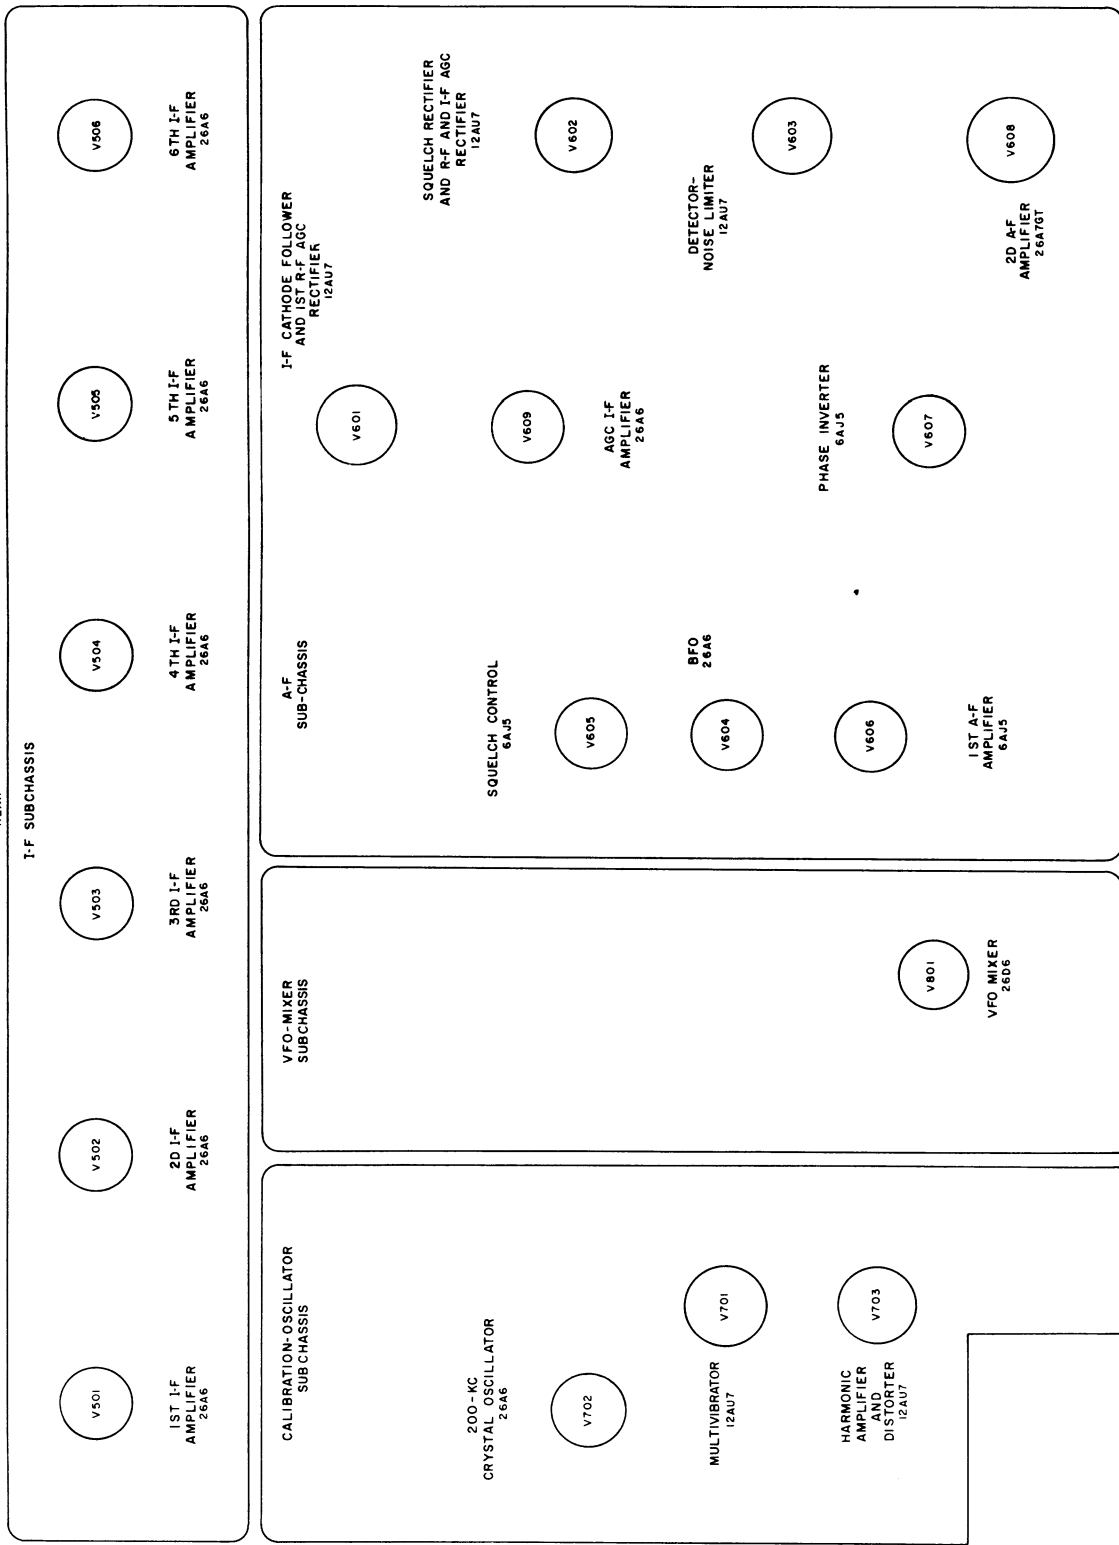 I-F SUBCHASSIS
V501
1ST I-F
AMPLIFIER
26A6
V502
2D I-F
AMPLIFIER
26A6
V503
3RD I-F
AMPLIFIER
26A6
V504
4TH I-F
AMPLIFIER
26A6
V505
5TH I-F
AMPLIFIER
26A6
V506
6TH I-F
AMPLIFIER
26A6
CALIBRATION-OSCILLATOR
SUBCHASSIS
200-KC
CRYSTAL OSCILLATOR
26A6
V702
MULTIVIBRATOR
12AU7
V701
HARMONIC
AMPLIFIER
AND
DISTORTER
12AU7
V703
VFO-MIXER
SUBCHASSIS
V801
VFO MIXER
26D6
A-F
SUB-CHASSIS
SQUELCH CONTROL
6AJ5
V605
BFO
26A6
V604
V606
1ST A-F
AMPLIFIER
6AJ5
I-F CATHODE FOLLOWER
AND 1ST R-F AGC
RECTIFIER
12AU7
V601
V609
AGC I-F
AMPLIFIER
26A6
PHASE INVERTER
6AJ5
V607
SQUELCH RECTIFIER
AND R-F AND I-F AGC
RECTIFIER
12AU7
V602
DETECTOR-
NOISE LIMITER
12AU7
V603
V608
2D A-F
AMPLIFIER
26A7GT